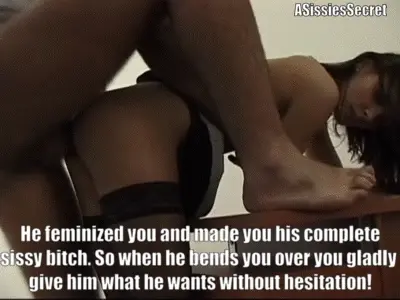 ASissiesSecret
He feminized you and made you his complete
sissy bitch. So when he bends you over you gladly
give him what he wants without hesitation!